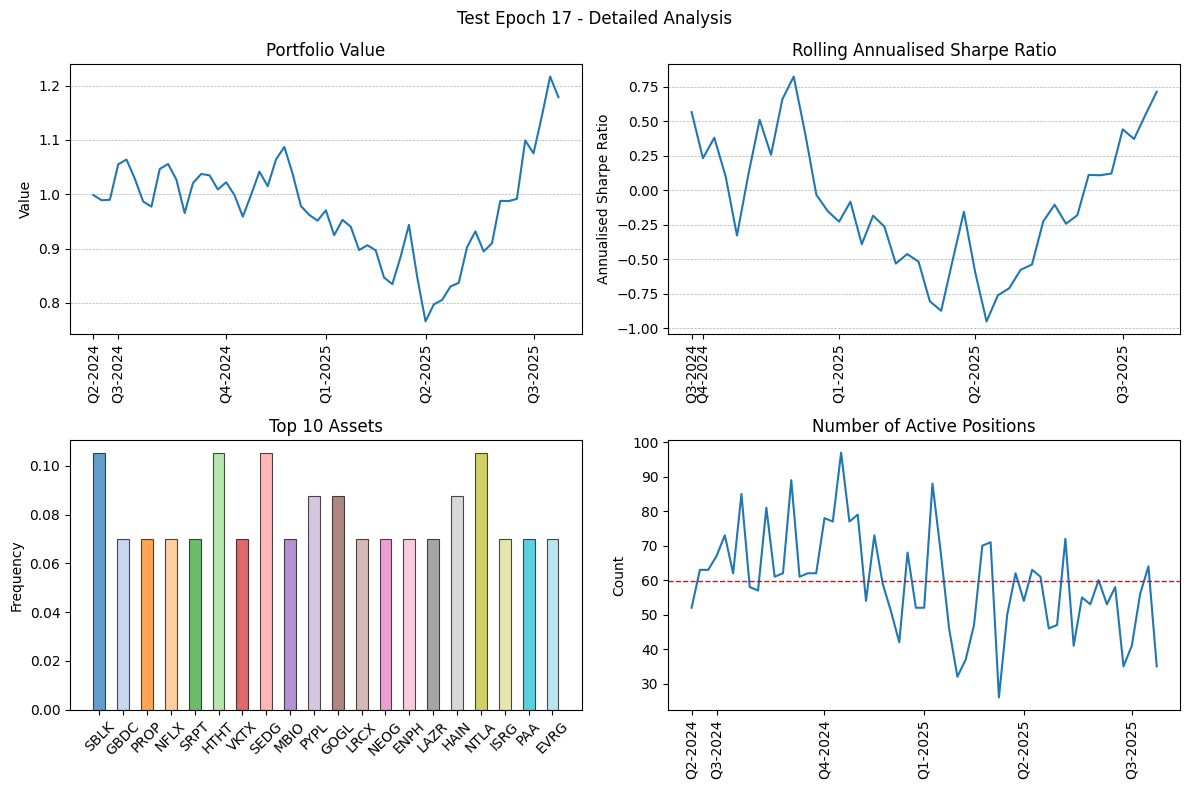 Test Epoch 17 - Detailed Analysis
Portfolio Value
Value
1.2
1.1
1.0
0.9
0.8
Q2-2024
Q3-2024
Q4-2024
Q1-2025
Q2-2025
Q3-2025
Rolling Annualised Sharpe Ratio
Annualised Sharpe Ratio
0.75
0.50
0.25
0.00
−0.25
−0.50
−0.75
−1.00
Q3-2024
Q4-2024
Q1-2025
Q2-2025
Q3-2025
Top 10 Assets
Frequency
0.10
0.08
0.06
0.04
0.02
0.00
SBLK
GBDC
PROP
NFLX
SRPT
HTHT
VKTX
SEDG
MBIO
PYPL
GOGL
LRCX
NEOG
ENPH
LAZR
HAIN
NTLA
ISRG
PAA
EVRG
Number of Active Positions
Count
100
90
80
70
60
50
40
30
Q2-2024
Q3-2024
Q4-2024
Q1-2025
Q2-2025
Q3-2025